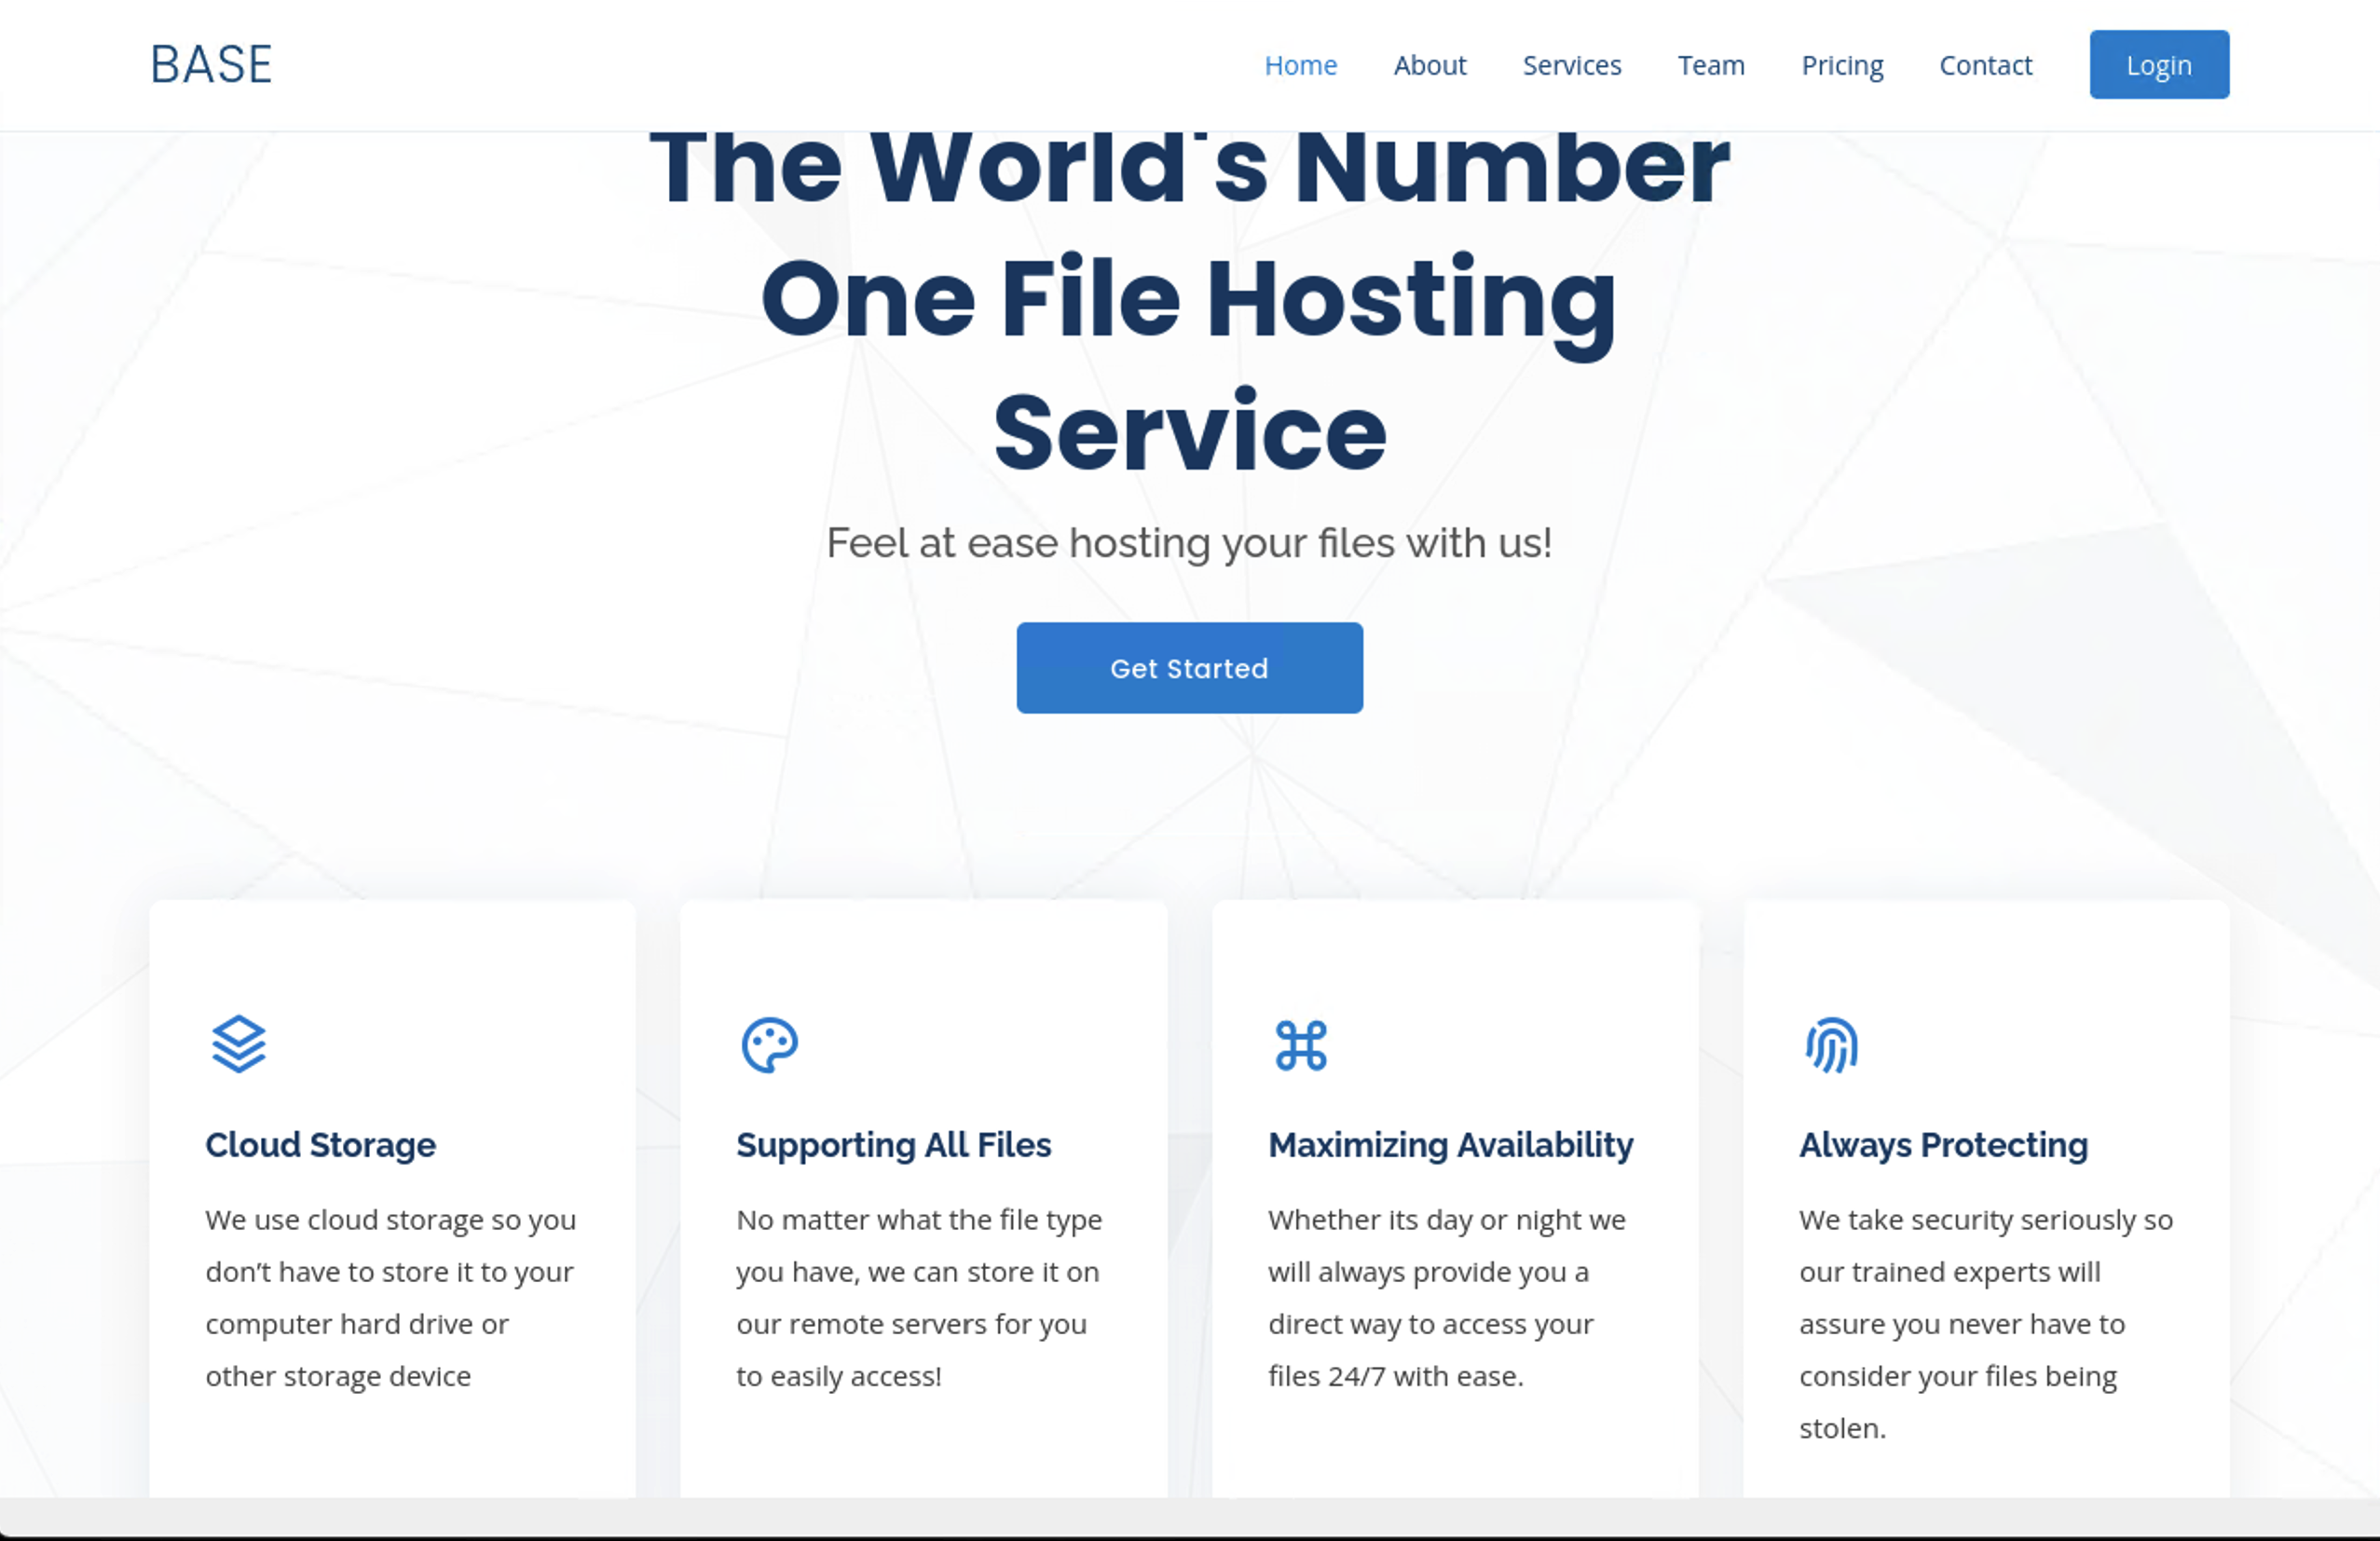 BASE
Home About Services Team Pricing Contact Login
The World's Number
One File Hosting
Service
Feel at ease hosting your files with us!
Get Started
Cloud Storage
We use cloud storage so you
don't have to store it to your
computer hard drive or
other storage device
Supporting All Files
No matter what the file type
you have, we can store it on
our remote servers for you
to easily access!
Maximizing Availability
Whether its day or night we
will always provide you a
direct way to access your
files 24/7 with ease.
Always Protecting
We take security seriously so
our trained experts will
assure you never have to
consider your files being
stolen.